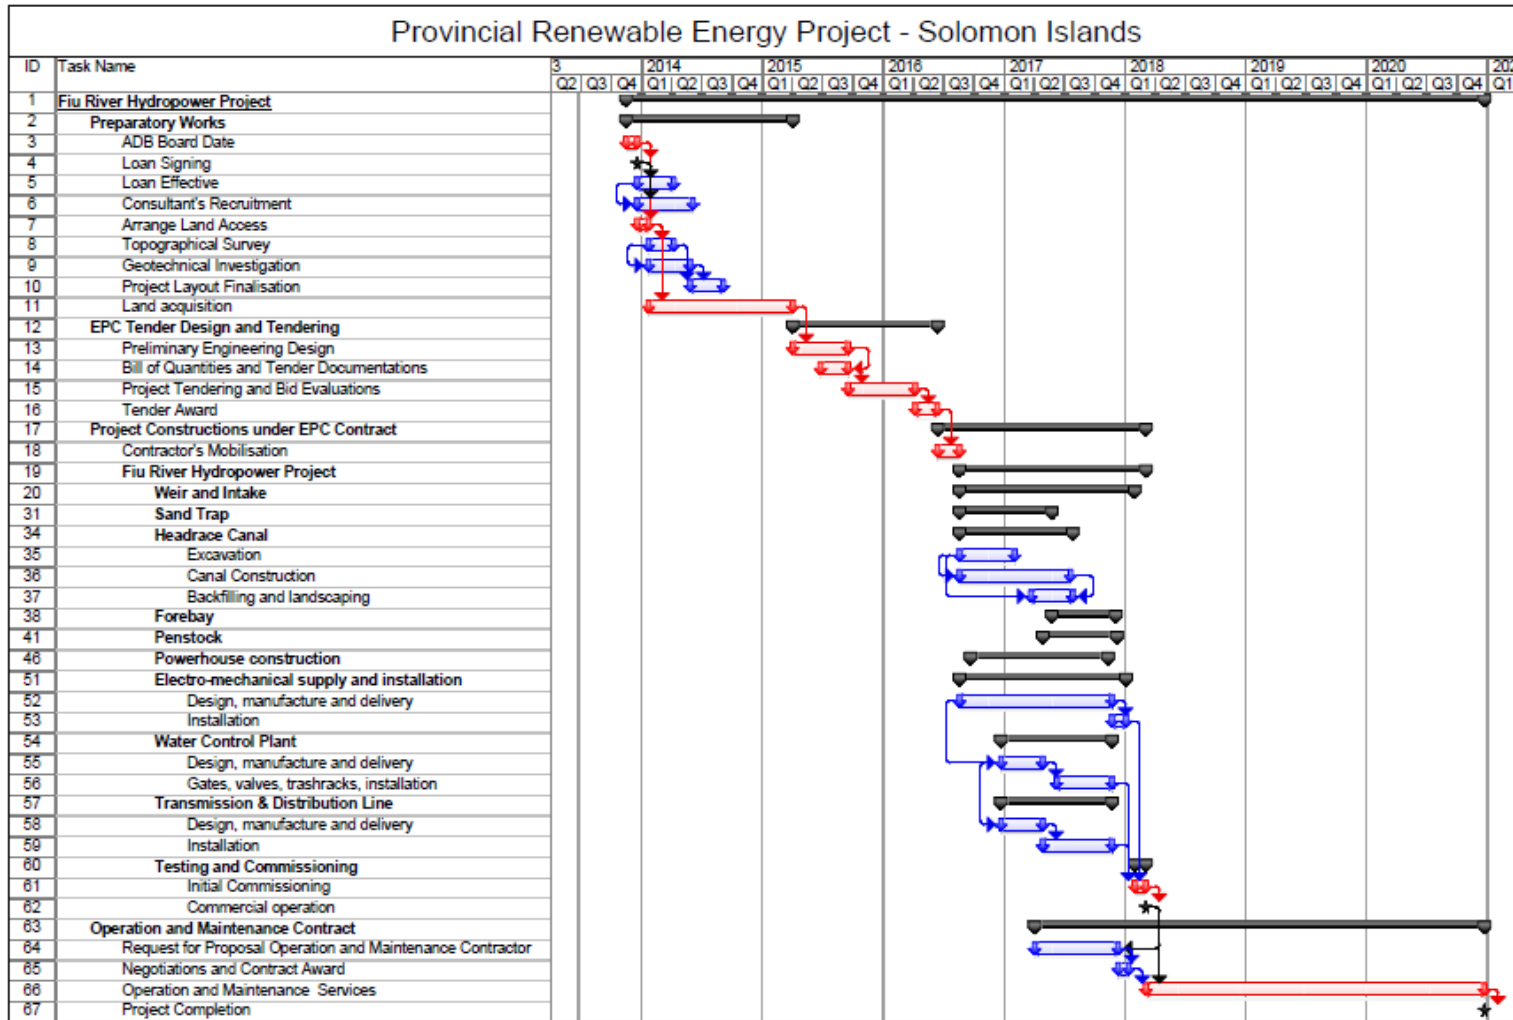 Provincial Renewable Energy Project - Solomon Islands
ID Task Name 3 2014 2015 2016 2017 2018 2019 2020 202
Q2 Q3 Q4 Q1 Q2 Q3 Q4 Q1 Q2 Q3 Q4 Q1 Q2 Q3 Q4 Q1 Q2 Q3 Q4 Q1 Q2 Q3 Q4 Q1 Q2 Q3 Q4 Q1 Q2 Q3 Q4 Q1
1 Fiu River Hydropower Project
2 Preparatory Works
3 ADB Board Date
4 Loan Signing
5 Loan Effective
6 Consultant's Recruitment
7 Arrange Land Access
8 Topographical Survey
9 Geotechnical Investigation
10 Project Layout Finalisation
11 Land acquisition
12 EPC Tender Design and Tendering
13 Preliminary Engineering Design
14 Bill of Quantities and Tender Documentations
15 Project Tendering and Bid Evaluations
16 Tender Award
17 Project Constructions under EPC Contract
18 Contractor's Mobilisation
19 Fiu River Hydropower Project
20 Weir and Intake
31 Sand Trap
34 Headrace Canal
35 Excavation
36 Canal Construction
37 Backfilling and landscaping
38 Forebay
41 Penstock
46 Powerhouse construction
51 Electro-mechanical supply and installation
52 Design, manufacture and delivery
53 Installation
54 Water Control Plant
55 Design, manufacture and delivery
56 Gates, valves, trashracks, installation
57 Transmission & Distribution Line
58 Design, manufacture and delivery
59 Installation
60 Testing and Commissioning
61 Initial Commissioning
62 Commercial operation
63 Operation and Maintenance Contract
64 Request for Proposal Operation and Maintenance Contractor
65 Negotiations and Contract Award
66 Operation and Maintenance Services
67 Project Completion